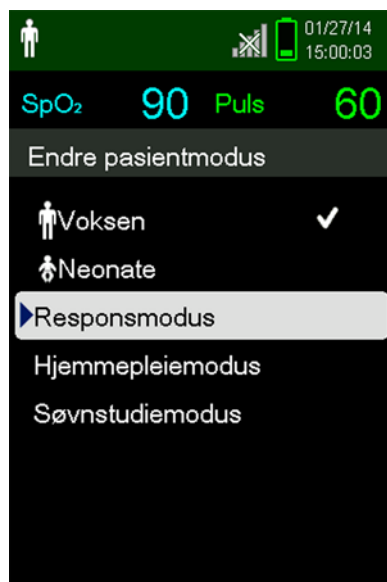 01/27/14
15:00:03
SpO₂ 90 Puls 60
Endre pasientmodus
Voksen
Neonate
Responsmodus
Hjemmepleiemodus
Søvnstudiemodus